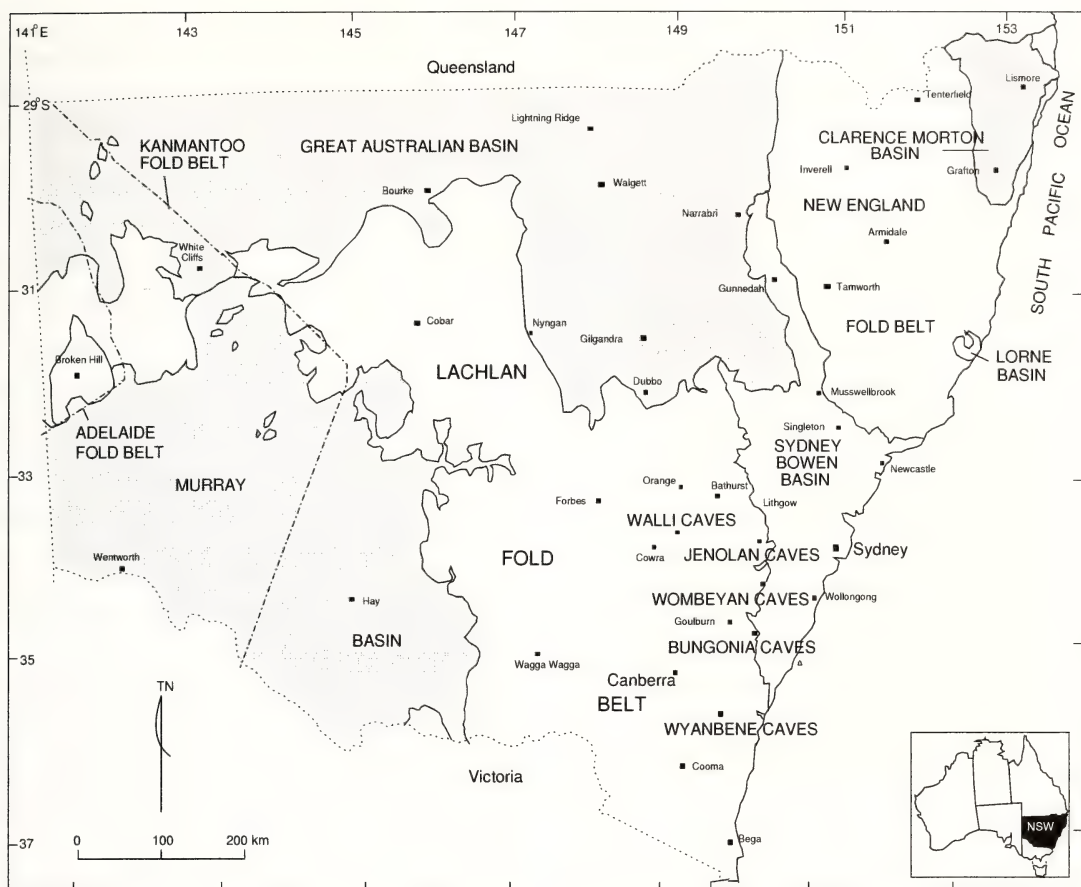 141°E
143
145
147
149
151
153
Queensland
Lismore
29°S
Tenterfield
Lightning Ridge
KANMANTOO
FOLD BELT
GREAT AUSTRALIAN BASIN
CLARENCE MORTON
BASIN
Inverell
Grafton
Bourke
Walgett
Narrabri
NEW ENGLAND
Armidale
White
Cliffs
SOUTH PACIFIC OCEAN
31
Gunnedah
Tamworth
Cobar
Nyngan
Gilgandra
FOLD BELT
LORNE
BASIN
Broken Hill
LACHLAN
Dubbo
Musswellbrook
ADELAIDE
FOLD BELT
Singleton
SYDNEY
BOWEN
BASIN
33
Newcastle
MURRAY
Orange
Bathurst
Forbes
Lithgow
WALLI CAVES
Wentworth
FOLD
Cowra
JENOLAN CAVES
Sydney
Hay
WOMBEYAN CAVES
Wollongong
Goulburn
BASIN
BUNGONIA CAVES
35
Wagga Wagga
Canberra
TN
BELT
WYANBENE CAVES
Victoria
Cooma
NSW
0 100 200 km
37
Bega